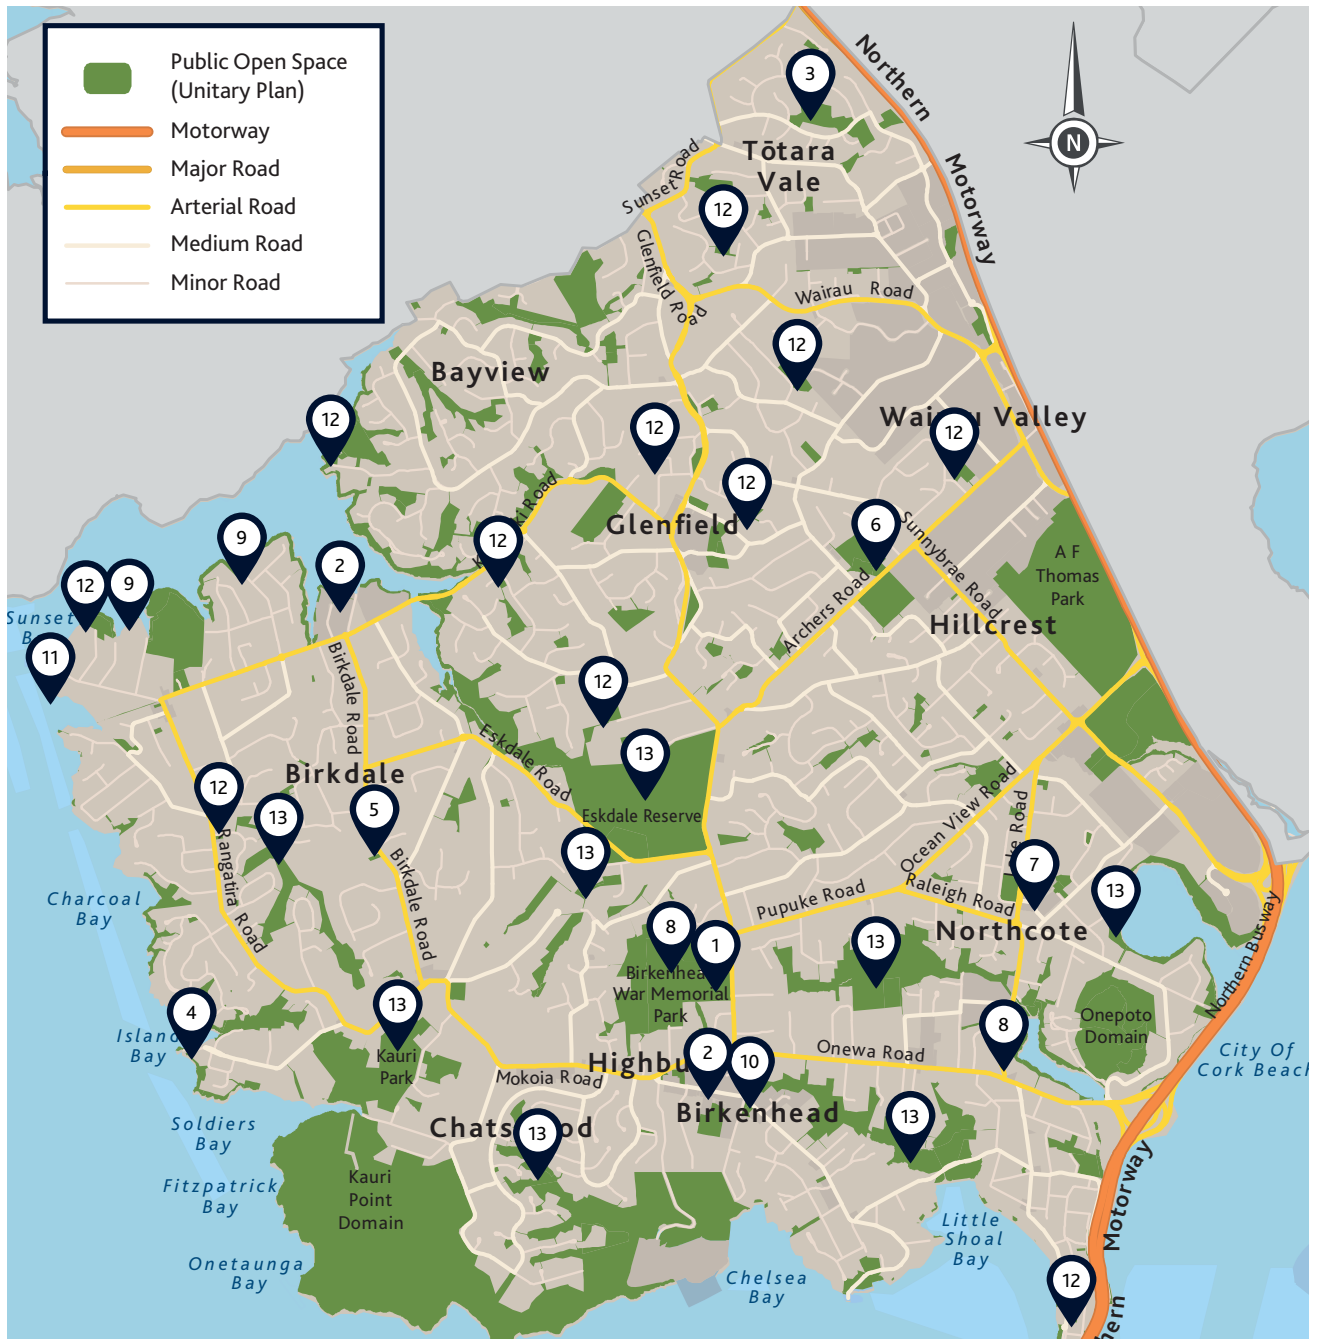 Public Open Space
(Unitary Plan)
Motorway
Major Road
Arterial Road
Medium Road
Minor Road
N
Northern
Motorway
3
Tōtara
Vale
Sunset Road
12
Glenfield Road
Wairau Road
12
Bayview
12
12
Wairau Valley
12
12
Glenfield
6
Sunnybrae Road
12
9
2
12
9
Sunset
11
A F
Thomas
Park
Archers Road
Hillcrest
Birkdale Road
12
13
Eskdale Road
Eskdale Reserve
Birkdale
12
13
5
Rangatira Road
Birkdale Road
13
Ocean View Road
Road
7
13
Pupuke Road
Raleigh Road
Northcote
Charcoal
Bay
8
1
13
Birkenhead
War Memorial
Park
Northern Busway
4
13
Island
Bay
Kauri
Park
8
Onepoto
Domain
City Of
Cork Beach
Onewa Road
Highbu
2
10
Mokoia Road
Birkenhead
13
Chats
od
13
Soldiers
Bay
Kauri
Point
Domain
Fitzpatrick
Bay
Onetaunga
Bay
Motorway
Little
Shoal
Bay
Chelsea
Bay
12
hern